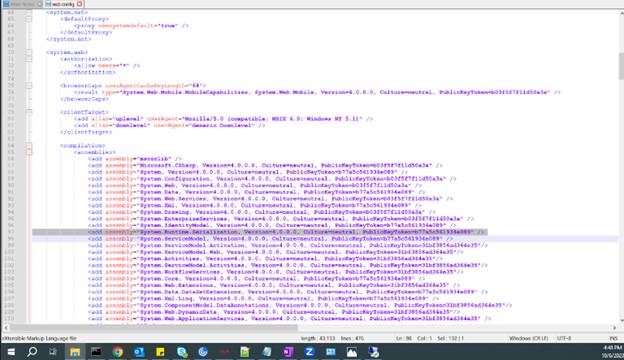 web.config
<system.net>
<defaultProxy>
<proxy usesystemdefault="true" />
</defaultProxy>
</system.net>
<system.web>
<authorization>
<allow users="*" />
</authorization>
<browserCaps userAgentCacheKeyLength="64">
<result type="System.Web.Mobile.MobileCapabilities, System.Web.Mobile, Version=4.0.0.0, Culture=neutral, PublicKeyToken=b03f5f7f11d50a3a" />
</browserCaps>
<clientTarget>
<add alias="uplevel" userAgent="Mozilla/5.0 (compatible; MSIE 6.0; Windows NT 5.1)" />
<add alias="downlevel" userAgent="Generic Downlevel" />
</clientTarget>
<compilation>
<assemblies>
<add assembly="mscorlib" />
<add assembly="Microsoft.CSharp, Version=4.0.0.0, Culture=neutral, PublicKeyToken=b03f5f7f11d50a3a" />
<add assembly="System, Version=4.0.0.0, Culture=neutral, PublicKeyToken=b77a5c561934e089" />
<add assembly="System.Configuration, Version=4.0.0.0, Culture=neutral, PublicKeyToken=b03f5f7f11d50a3a" />
<add assembly="System.Web, Version=4.0.0.0, Culture=neutral, PublicKeyToken=b03f5f7f11d50a3a" />
<add assembly="System.Data, Version=4.0.0.0, Culture=neutral, PublicKeyToken=b77a5c561934e089" />
<add assembly="System.Web.Services, Version=4.0.0.0, Culture=neutral, PublicKeyToken=b03f5f7f11d50a3a" />
<add assembly="System.Xml, Version=4.0.0.0, Culture=neutral, PublicKeyToken=b77a5c561934e089" />
<add assembly="System.Drawing, Version=4.0.0.0, Culture=neutral, PublicKeyToken=b03f5f7f11d50a3a" />
<add assembly="System.EnterpriseServices, Version=4.0.0.0, Culture=neutral, PublicKeyToken=b03f5f7f11d50a3a" />
<add assembly="System.IdentityModel, Version=4.0.0.0, Culture=neutral, PublicKeyToken=b77a5c561934e089" />
<add assembly="System.Runtime.Serialization, Version=4.0.0.0, Culture=neutral, PublicKeyToken=b77a5c561934e089" />
<add assembly="System.ServiceModel, Version=4.0.0.0, Culture=neutral, PublicKeyToken=b77a5c561934e089" />
<add assembly="System.ServiceModel.Activation, Version=4.0.0.0, Culture=neutral, PublicKeyToken=31bf3856ad364e35"/>
<add assembly="System.ServiceModel.Web, Version=4.0.0.0, Culture=neutral, PublicKeyToken=31bf3856ad364e35"/>
<add assembly="System.Activities, Version=4.0.0.0, Culture=neutral, PublicKeyToken=31bf3856ad364e35"/>
<add assembly="System.ServiceModel.Activities, Version=4.0.0.0, Culture=neutral, PublicKeyToken=31bf3856ad364e35"/>
<add assembly="System.WorkflowServices, Version=4.0.0.0, Culture=neutral, PublicKeyToken=31bf3856ad364e35"/>
<add assembly="System.Core, Version=4.0.0.0, Culture=neutral, PublicKeyToken=b77a5c561934e089"/>
<add assembly="System.Web.Extensions, Version=4.0.0.0, Culture=neutral, PublicKeyToken=31bf3856ad364e35"/>
<add assembly="System.Data.DataSetExtensions, Version=4.0.0.0, Culture=neutral, PublicKeyToken=b77a5c561934e089"/>
<add assembly="System.Xml.Linq, Version=4.0.0.0, Culture=neutral, PublicKeyToken=b77a5c561934e089"/>
<add assembly="System.ComponentModel.DataAnnotations, Version=4.0.0.0, Culture=neutral, PublicKeyToken=31bf3856ad364e35"/>
<add assembly="System.Web.DynamicData, Version=4.0.0.0, Culture=neutral, PublicKeyToken=31bf3856ad364e35"/>
<add assembly="System.Web.ApplicationServices, Version=4.0.0.0, Culture=neutral, PublicKeyToken=31bf3856ad364e35"/>
eXtensible Markup Language file length : 43,133 lines : 476 Ln : 98 Col : 1 Sel : 132 | 1 Windows (CR LF) UTF-8
4:48 PM